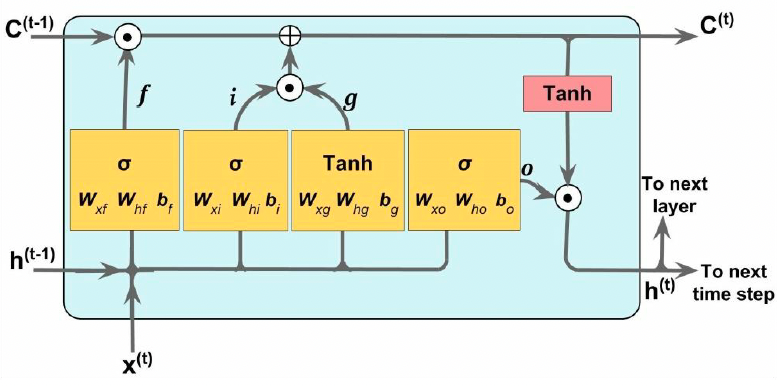 C(t-1)
C(t)
f
i
g
Tanh
σ
Wxf Whf bf
σ
Wxi Whi bi
Tanh
Wxg Whg bg
σ
Wxo Who bo
o
To next
layer
h(t-1)
h(t)
To next
time step
x(t)